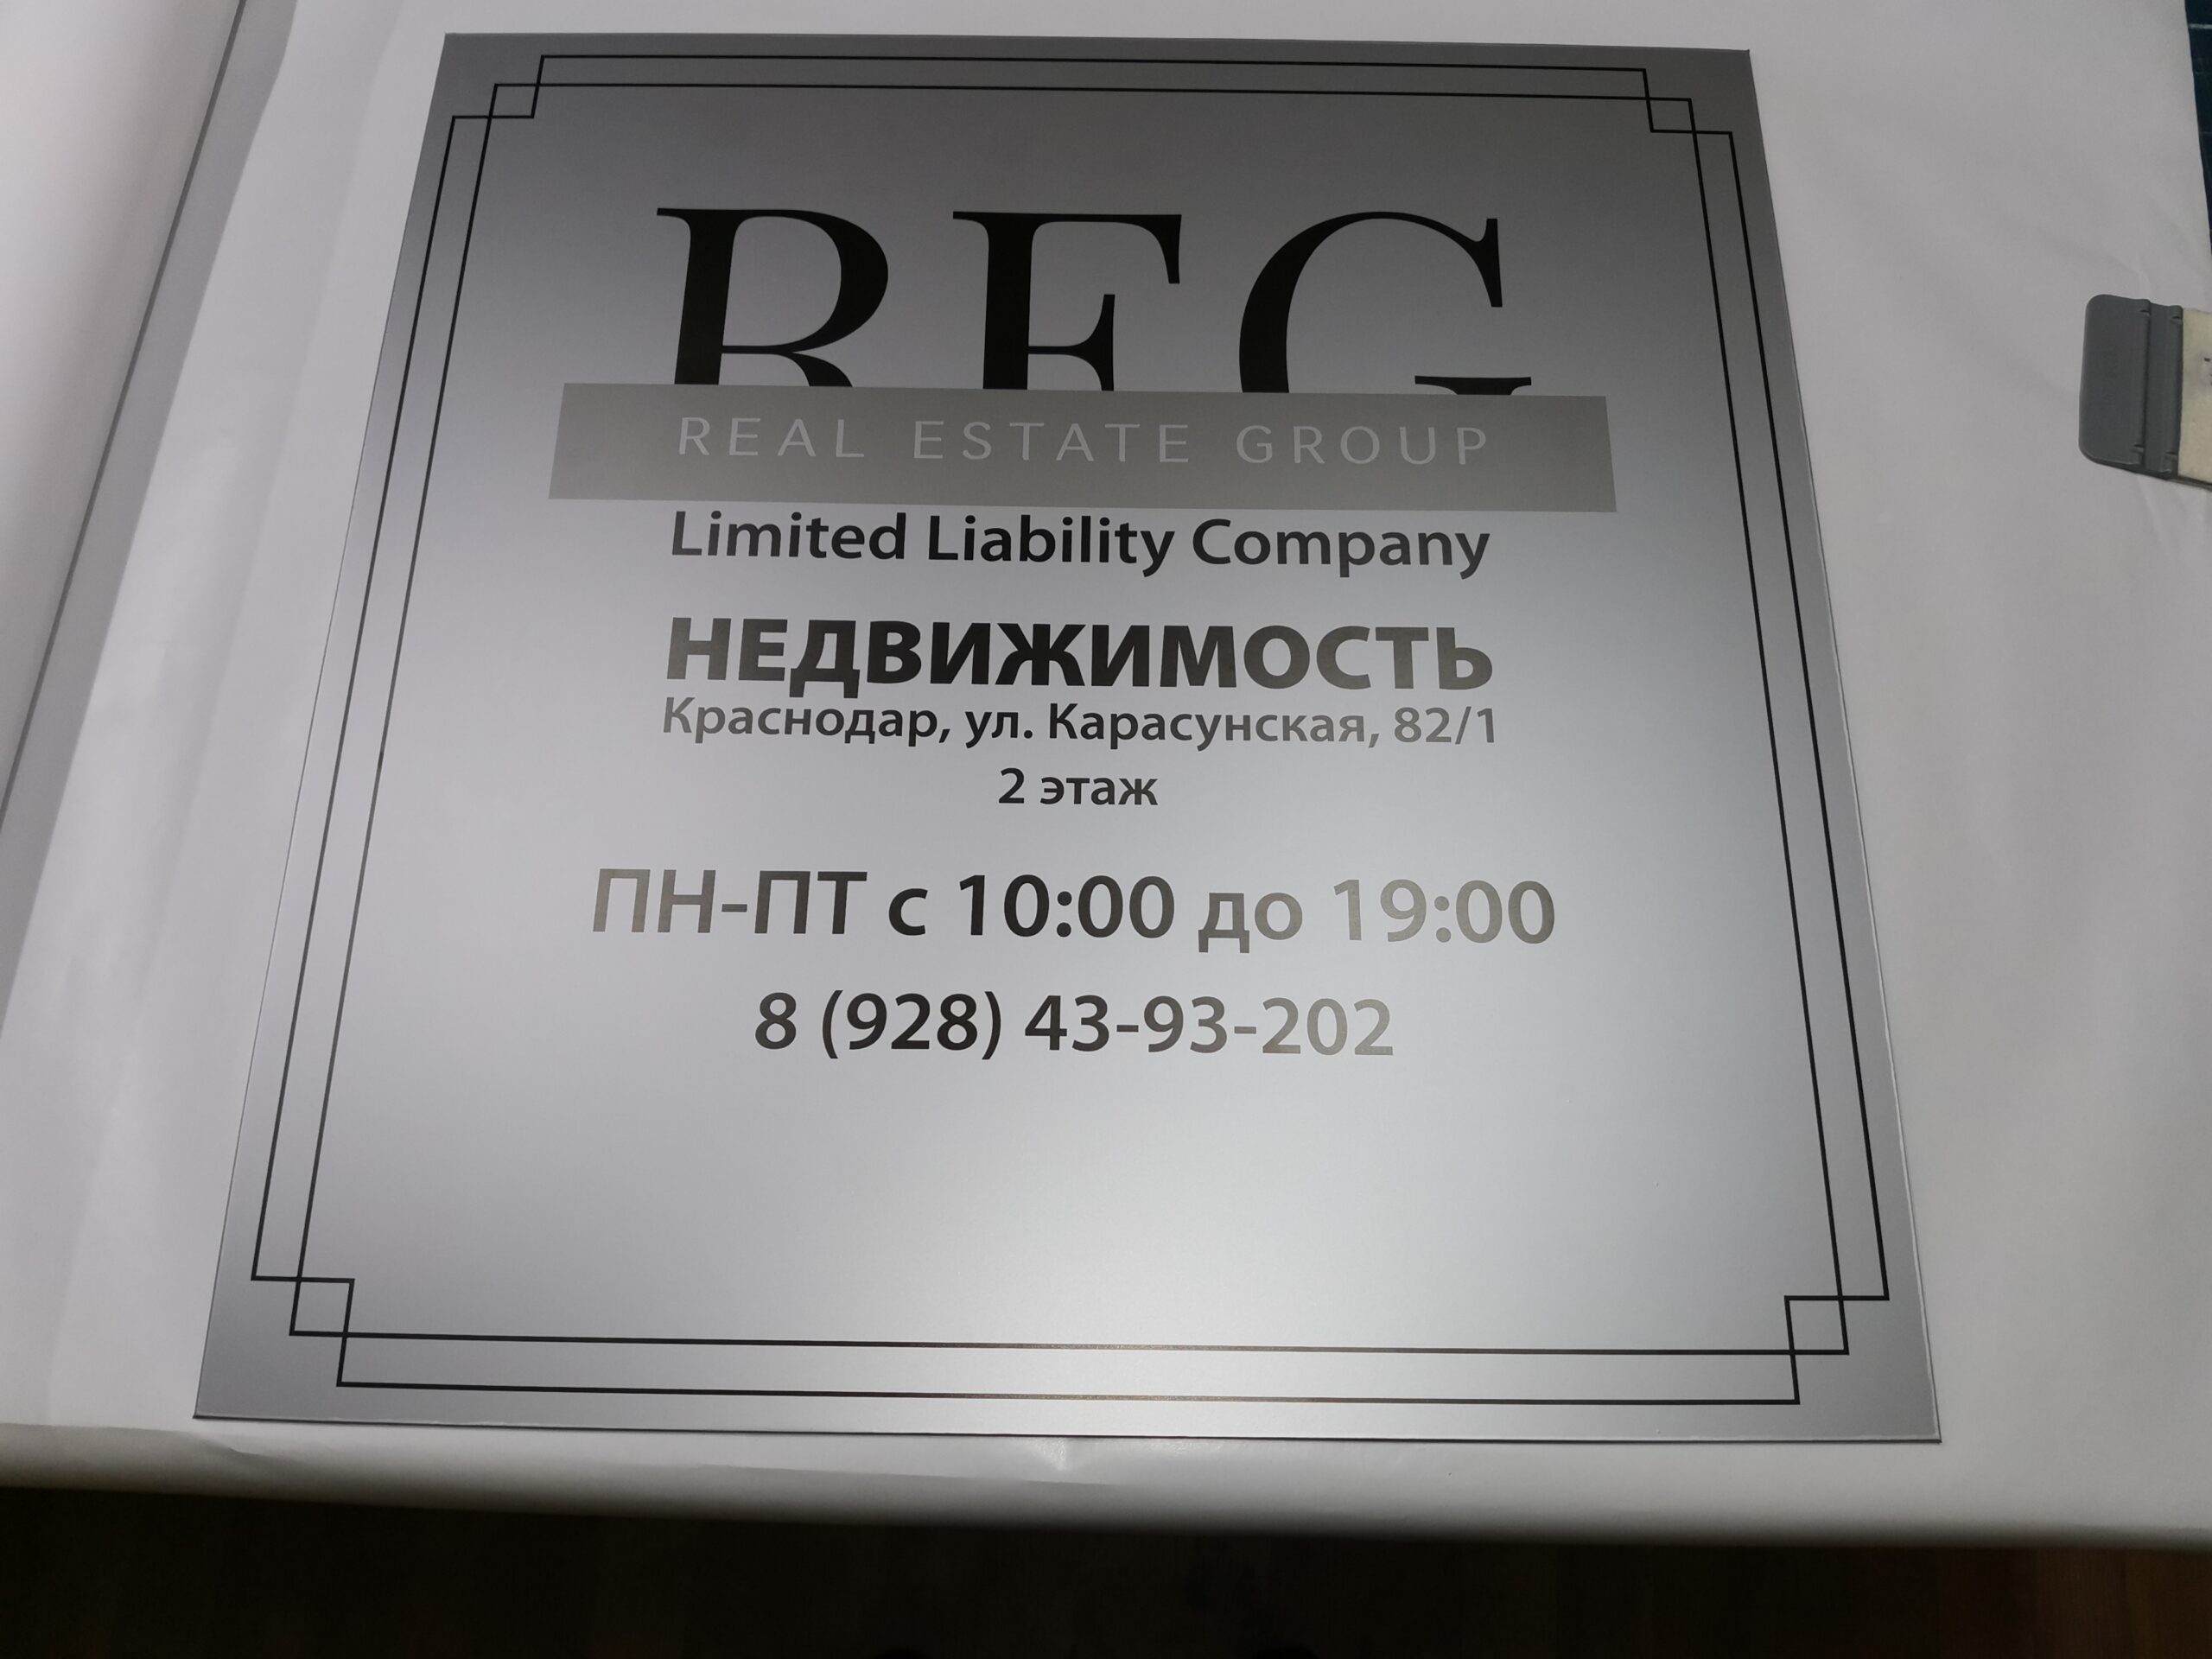 REG
REAL ESTATE GROUP
Limited Liability Company
НЕДВИЖИМОСТЬ
Краснодар, ул. Карасунская, 82/1
2 этаж
ПН-ПТ с 10:00 до 19:00
8 (928) 43-93-202